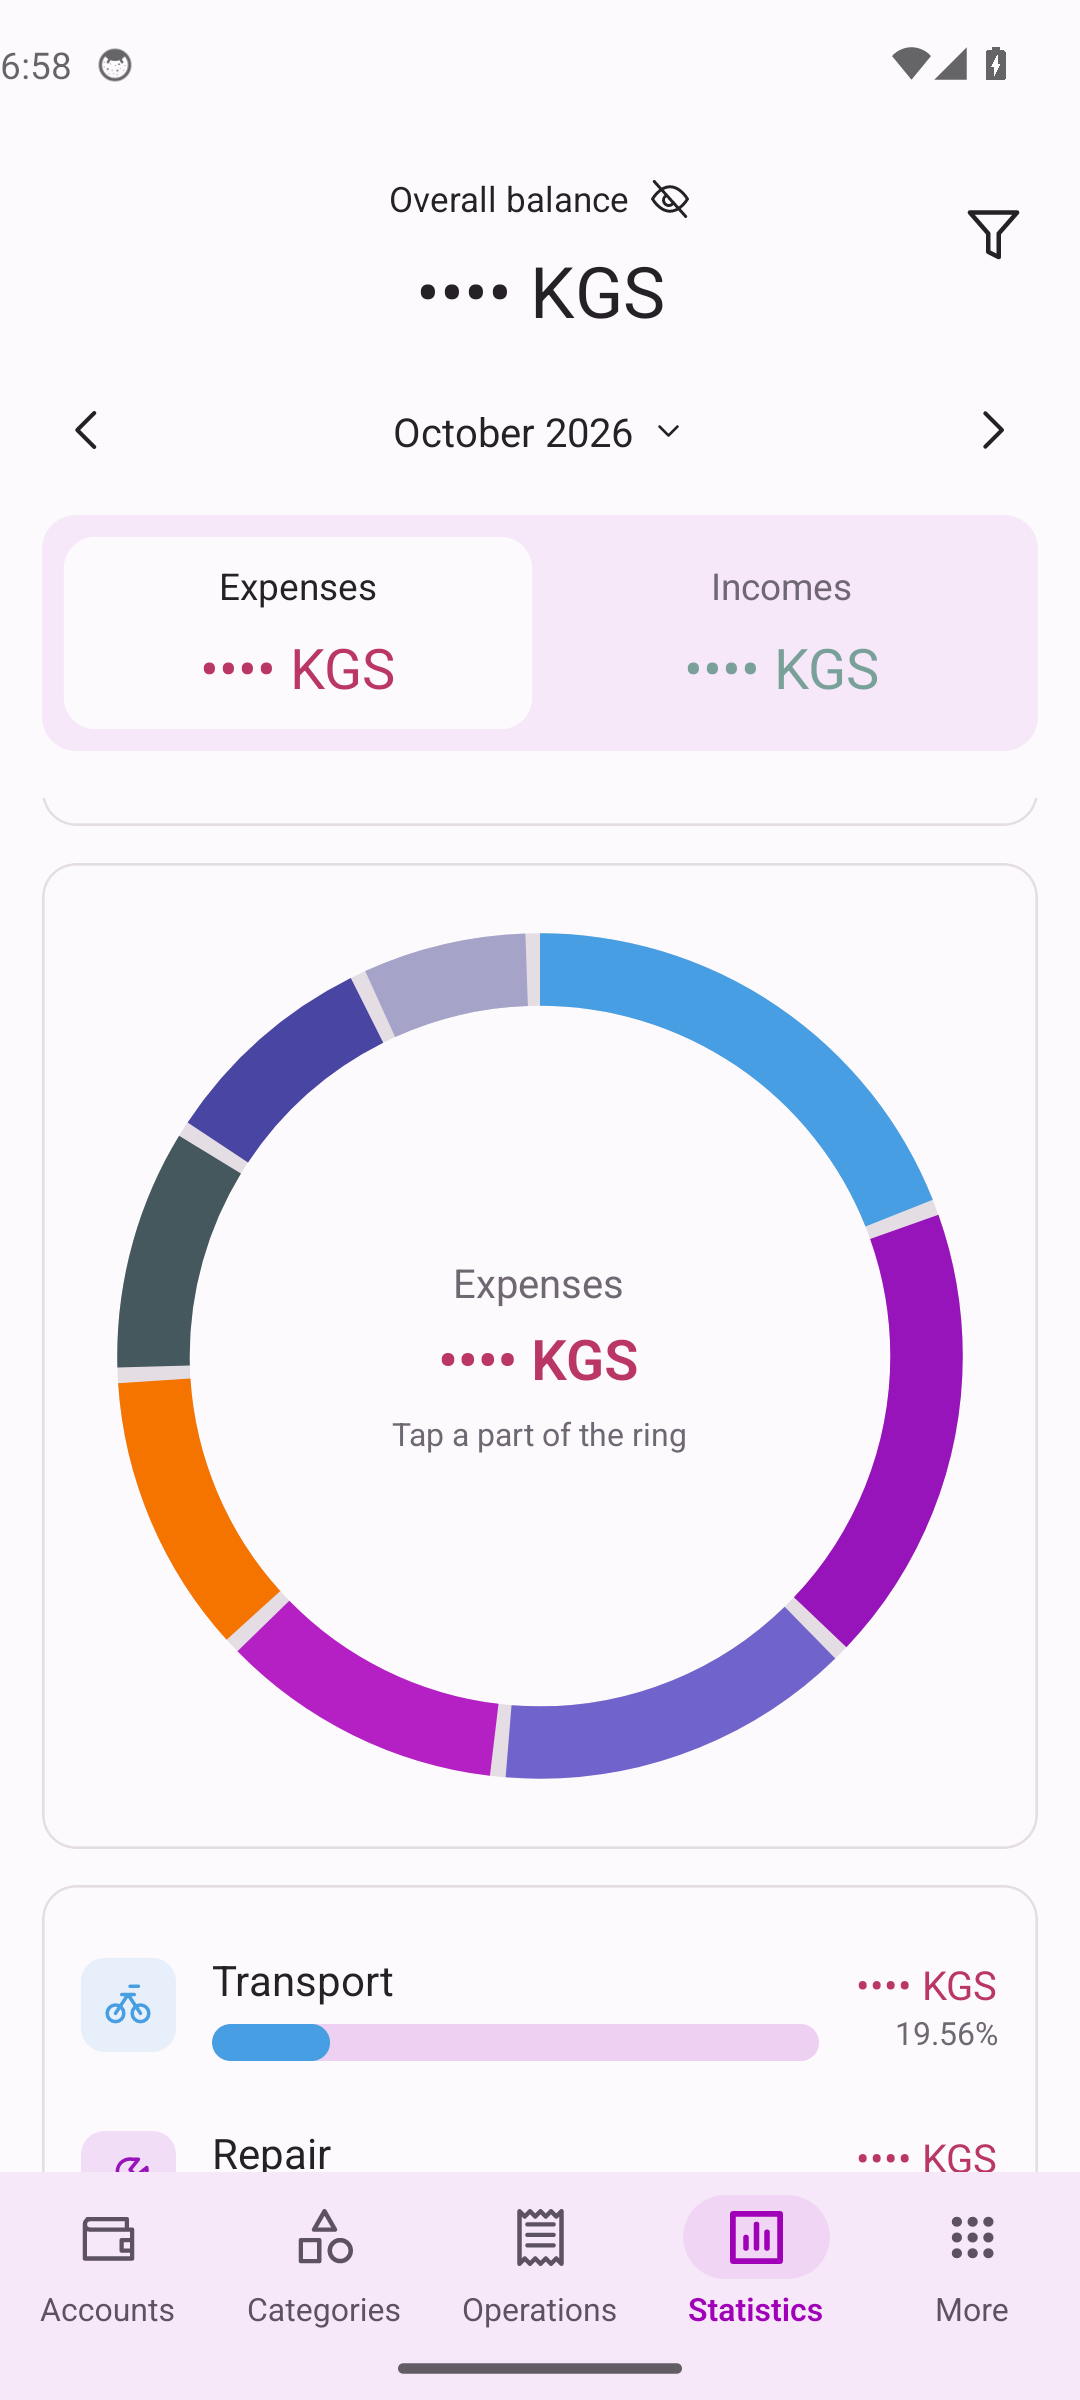 6:58
Overall balance
•••• KGS
October 2026
Expenses
•••• KGS
Incomes
•••• KGS
Expenses
•••• KGS
Tap a part of the ring
Transport
•••• KGS
19.56%
Repair
•••• KGS
Accounts
Categories
Operations
Statistics
More